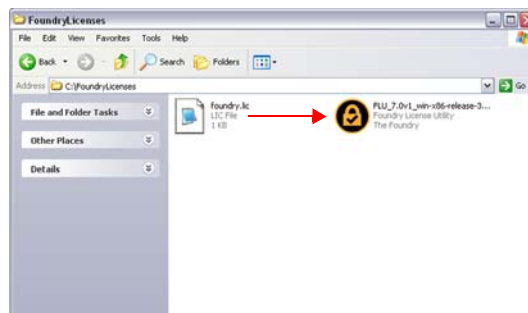 FoundryLicenses
File Edit View Favorites Tools Help
Back Search Folders
Address C:\FoundryLicenses Go
File and Folder Tasks
Other Places
Details
foundry.lic
LIC File
1 KB
FLU_7.0v1_win-x86-release-3...
Foundry License Utility
The Foundry